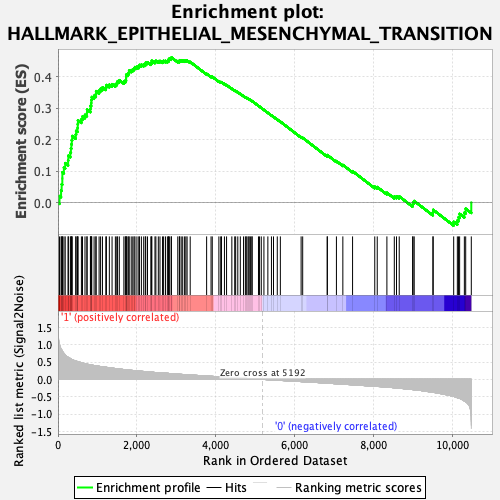 Enrichment plot:
HALLMARK_EPITHELIAL_MESENCHYMAL_TRANSITION
Enrichment score (ES)
0.4
0.3
0.2
0.1
0.0
'1' (positively correlated)
Ranked list metric (Signal2Noise)
1.5
1.0
0.5
0.0
-0.5
-1.0
-1.5
Zero cross at 5192
'0' (negatively correlated)
0
2,000
4,000
6,000
8,000
10,000
Rank in Ordered Dataset
Enrichment profile
Hits
Ranking metric scores